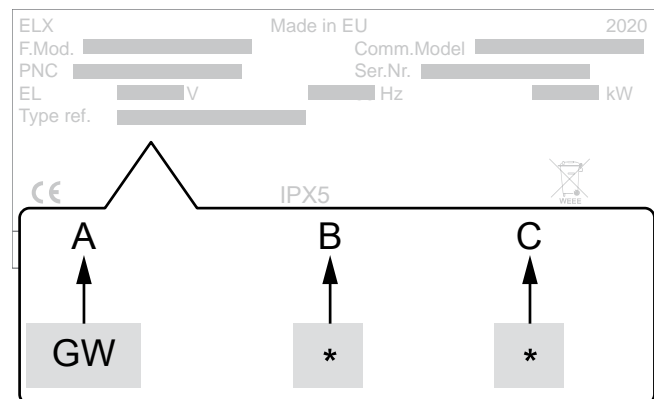 ELX Made in EU 2020
F.Mod. Comm.Model
PNC Ser.Nr.
EL V Hz kW
Type ref.
CE IPX5
WEEE
A B C
GW * *